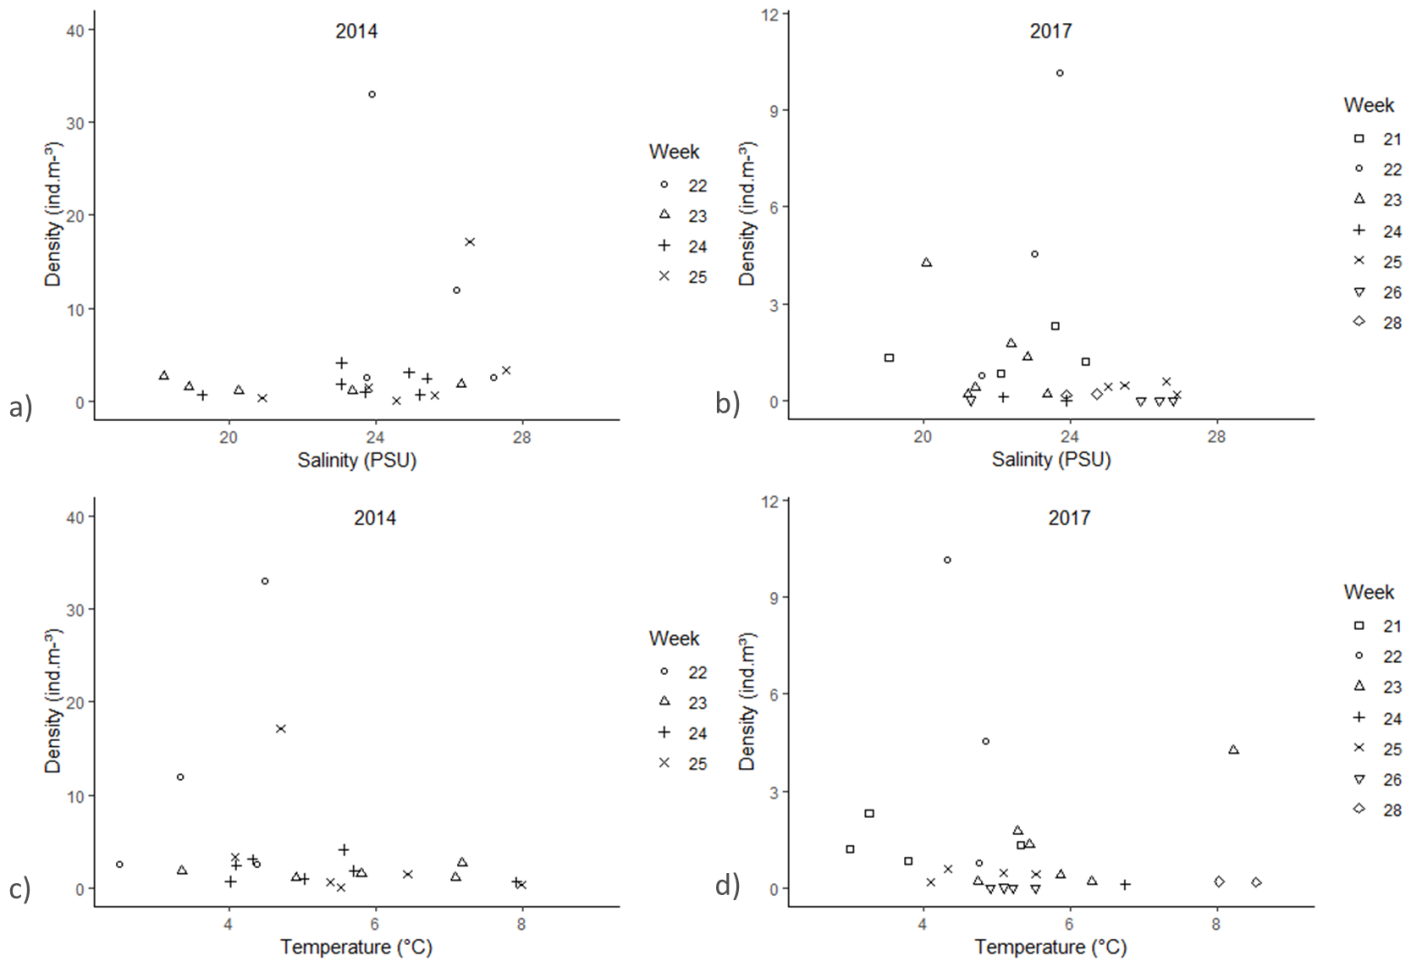 2014
40
30
20
10
0
Density (ind.m-³)
20 24 28
Salinity (PSU)
Week
22
23
24
25
a)
2017
12
9
6
3
0
Density (ind.m-³)
20 24 28
Salinity (PSU)
Week
21
22
23
24
25
26
28
b)
2014
40
30
20
10
0
Density (ind.m-³)
4 6 8
Temperature (°C)
Week
22
23
24
25
c)
2017
12
9
6
3
0
Density (ind.m³)
4 6 8
Temperature (°C)
Week
21
22
23
24
25
26
28
d)